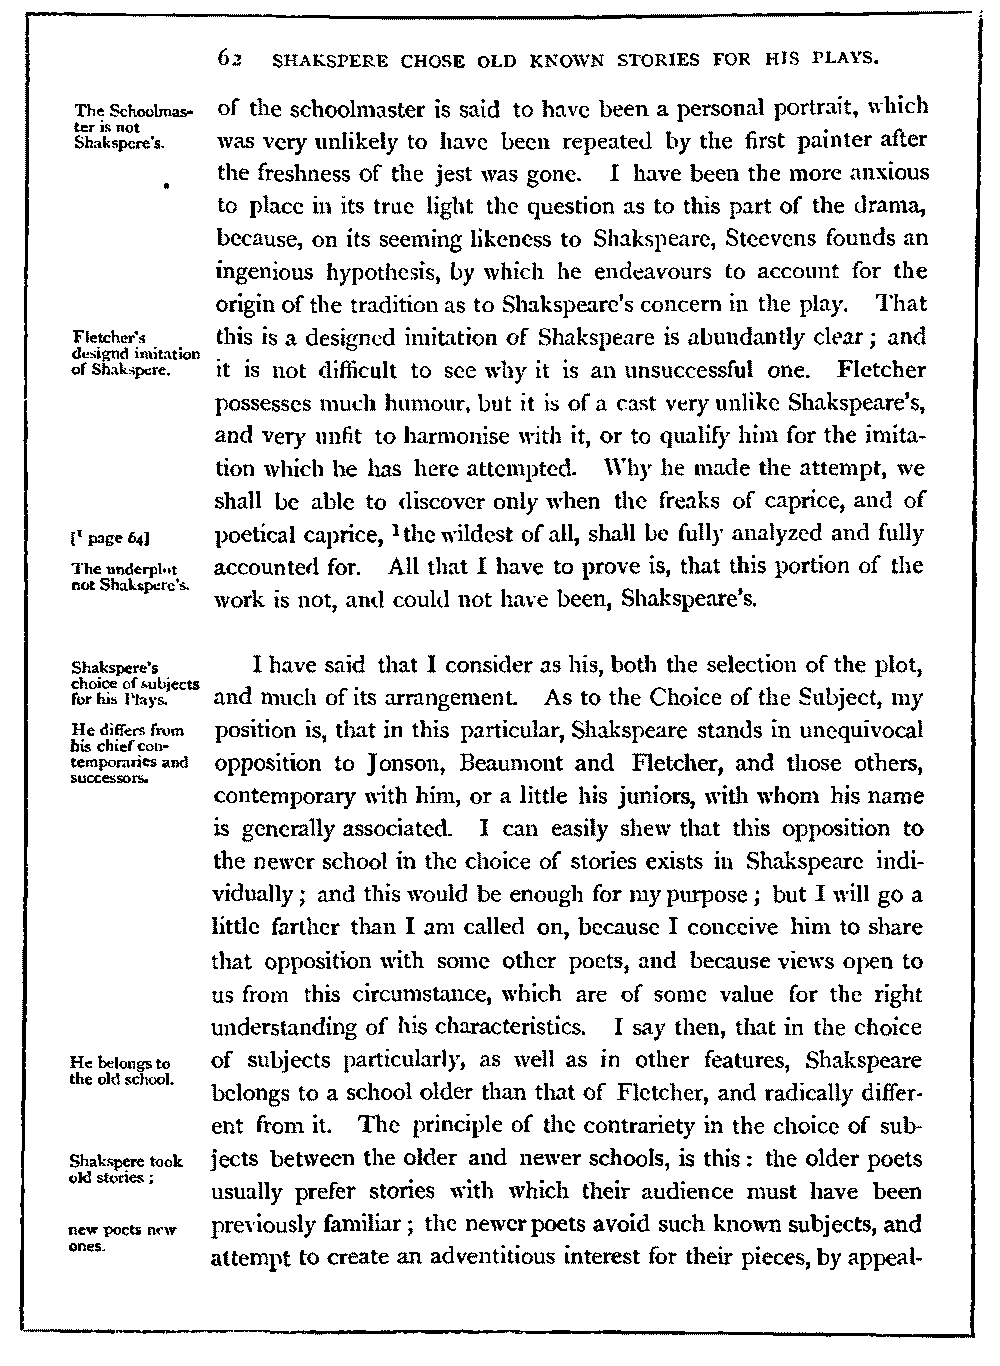 62 SHAKSPERE CHOSE OLD KNOWN STORIES FOR HIS PLAYS.
The Schoolmas-
ter is not
Shakspere's.
of the schoolmaster is said to have been a personal portrait, which
was very unlikely to have been repeated by the first painter after
the freshness of the jest was gone. I have been the more anxious
to place in its true light the question as to this part of the drama,
because, on its seeming likeness to Shakspeare, Steevens founds an
ingenious hypothesis, by which he endeavours to account for the
origin of the tradition as to Shakspeare's concern in the play. That
Fletcher's
designd imitation
of Shakspere.
this is a designed imitation of Shakspeare is abundantly clear; and
it is not difficult to see why it is an unsuccessful one. Fletcher
possesses much humour, but it is of a cast very unlike Shakspeare's,
and very unfit to harmonise with it, or to qualify him for the imita-
tion which he has here attempted. Why he made the attempt, we
shall be able to discover only when the freaks of caprice, and of
[¹ page 64]
poetical caprice, ¹the wildest of all, shall be fully analyzed and fully
The underplot
not Shakspere's.
accounted for. All that I have to prove is, that this portion of the
work is not, and could not have been, Shakspeare's.
Shakspere's
choice of subjects
for his Plays.
I have said that I consider as his, both the selection of the plot,
and much of its arrangement. As to the Choice of the Subject, my
He differs from
his chief con-
temporaries and
successors.
position is, that in this particular, Shakspeare stands in unequivocal
opposition to Jonson, Beaumont and Fletcher, and those others,
contemporary with him, or a little his juniors, with whom his name
is generally associated. I can easily shew that this opposition to
the newer school in the choice of stories exists in Shakspeare indi-
vidually; and this would be enough for my purpose; but I will go a
little farther than I am called on, because I conceive him to share
that opposition with some other poets, and because views open to
us from this circumstance, which are of some value for the right
understanding of his characteristics. I say then, that in the choice
He belongs to
the old school.
of subjects particularly, as well as in other features, Shakspeare
belongs to a school older than that of Fletcher, and radically differ-
ent from it. The principle of the contrariety in the choice of sub-
Shakspere took
old stories;
jects between the older and newer schools, is this: the older poets
usually prefer stories with which their audience must have been
new poets new
ones.
previously familiar; the newer poets avoid such known subjects, and
attempt to create an adventitious interest for their pieces, by appeal-